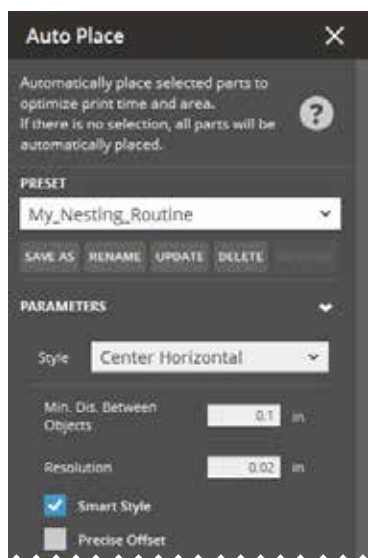 Auto Place
Automatically place selected parts to
optimize print time and area.
If there is no selection, all parts will be
automatically placed.
?
PRESET
My_Nesting_Routine
SAVE AS RENAME UPDATE DELETE
PARAMETERS
Style Center Horizontal
Min. Dis. Between
Objects
0.1 in
Resolution 0.02 in
Smart Style
Precise Offset